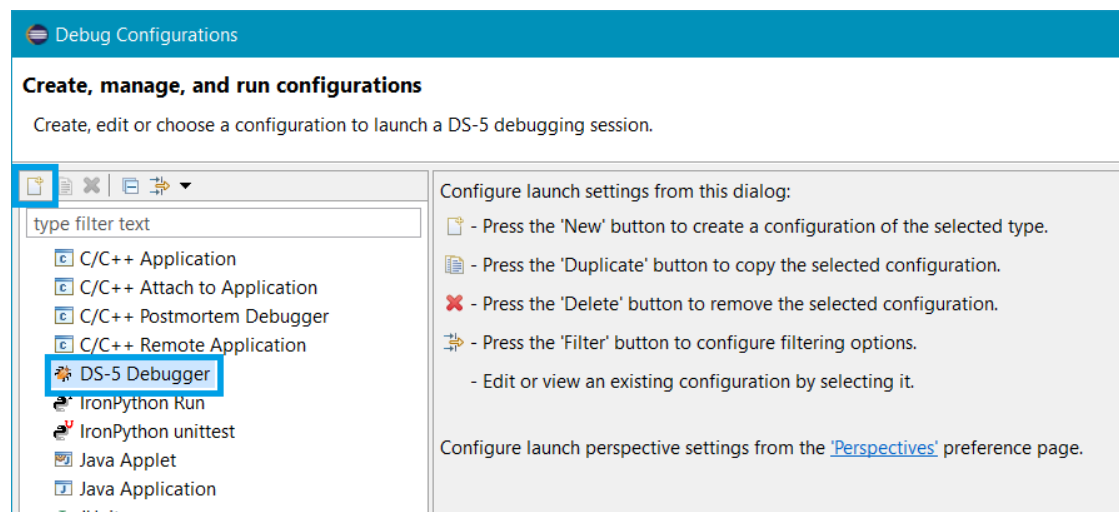 Debug Configurations
Create, manage, and run configurations
Create, edit or choose a configuration to launch a DS-5 debugging session.
type filter text
C/C++ Application
C/C++ Attach to Application
C/C++ Postmortem Debugger
C/C++ Remote Application
DS-5 Debugger
IronPython Run
IronPython unittest
Java Applet
Java Application
Configure launch settings from this dialog:
- Press the 'New' button to create a configuration of the selected type.
- Press the 'Duplicate' button to copy the selected configuration.
- Press the 'Delete' button to remove the selected configuration.
- Press the 'Filter' button to configure filtering options.
- Edit or view an existing configuration by selecting it.
Configure launch perspective settings from the 'Perspectives' preference page.